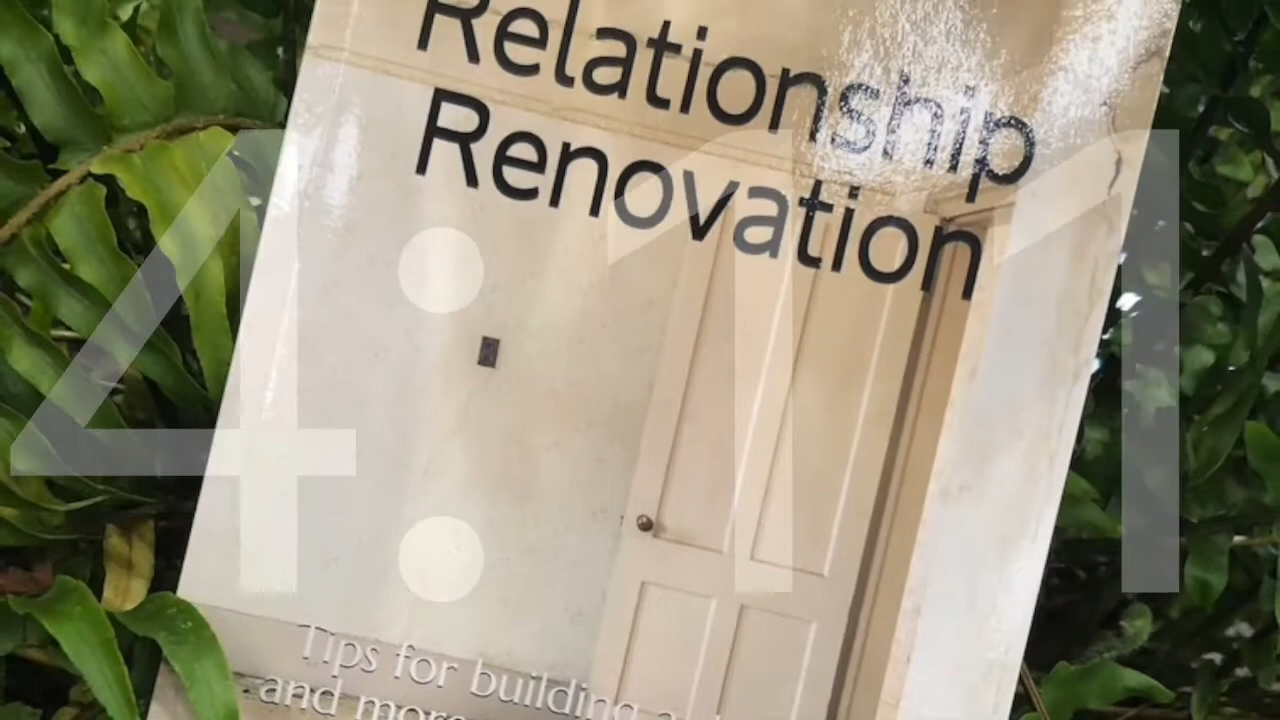 Relationship
Renovation
4:11
Tips for building a
and more